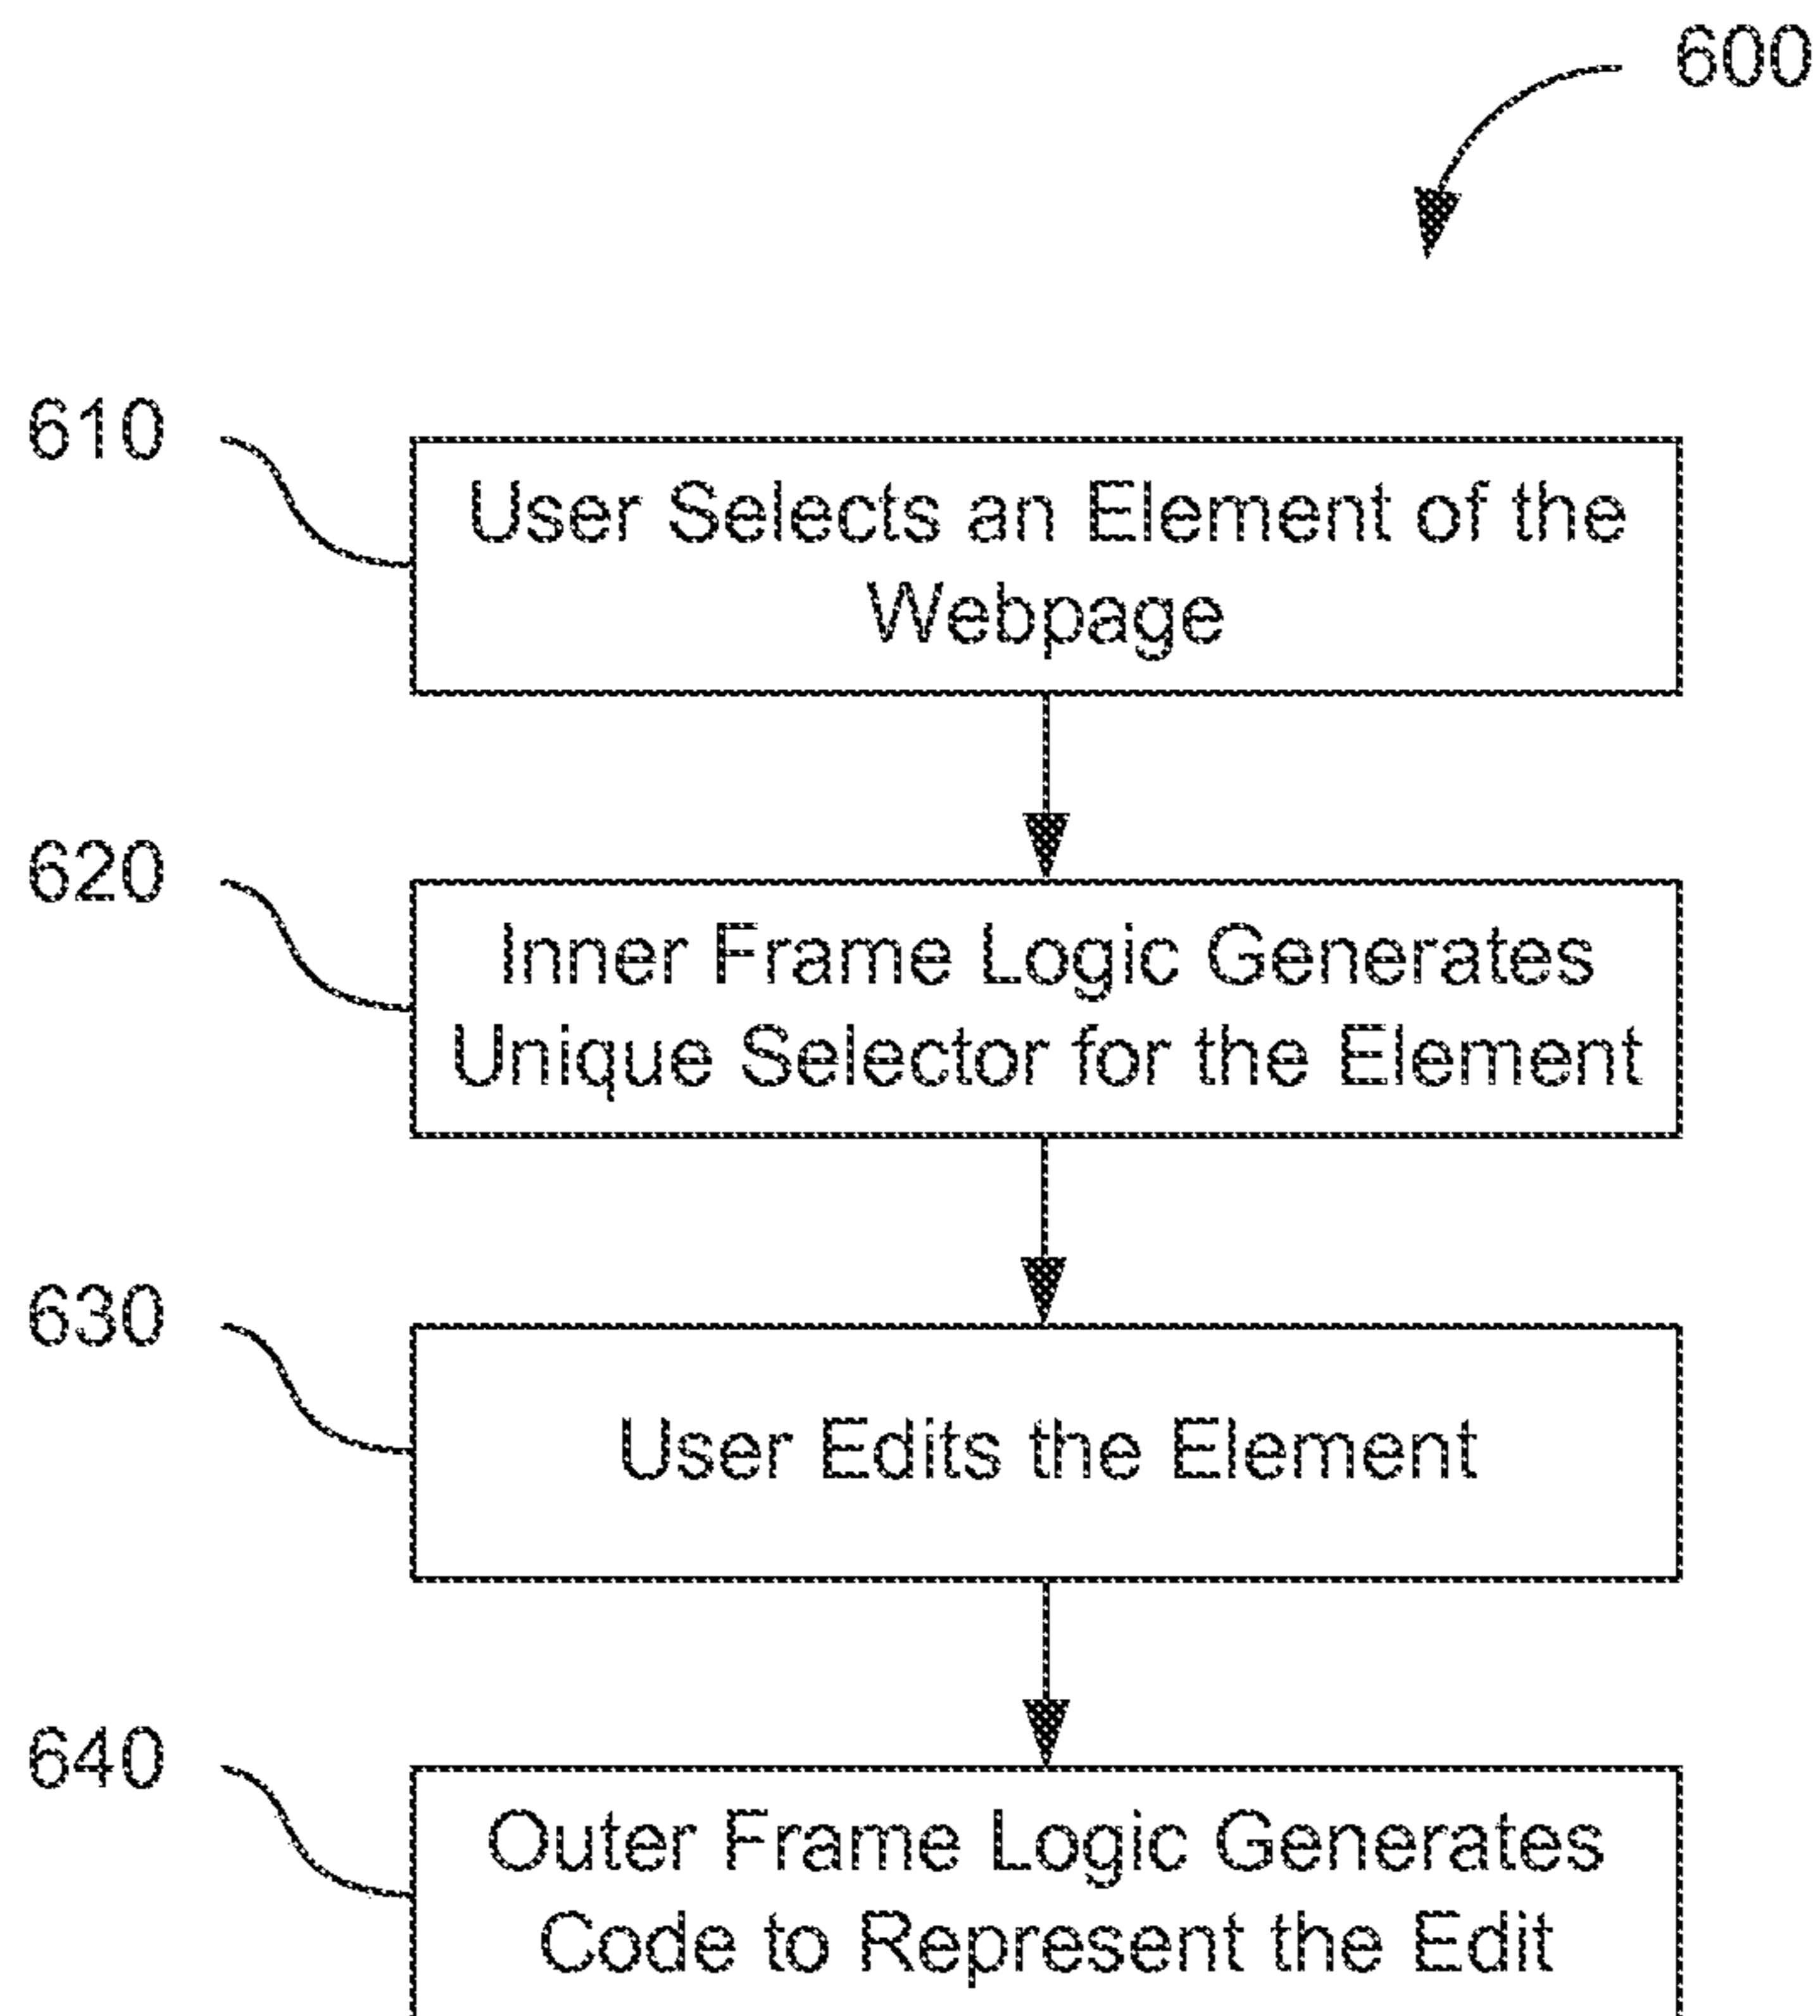 600
610
User Selects an Element of the
Webpage
620
Inner Frame Logic Generates
Unique Selector for the Element
630
User Edits the Element
640
Outer Frame Logic Generates
Code to Represent the Edit